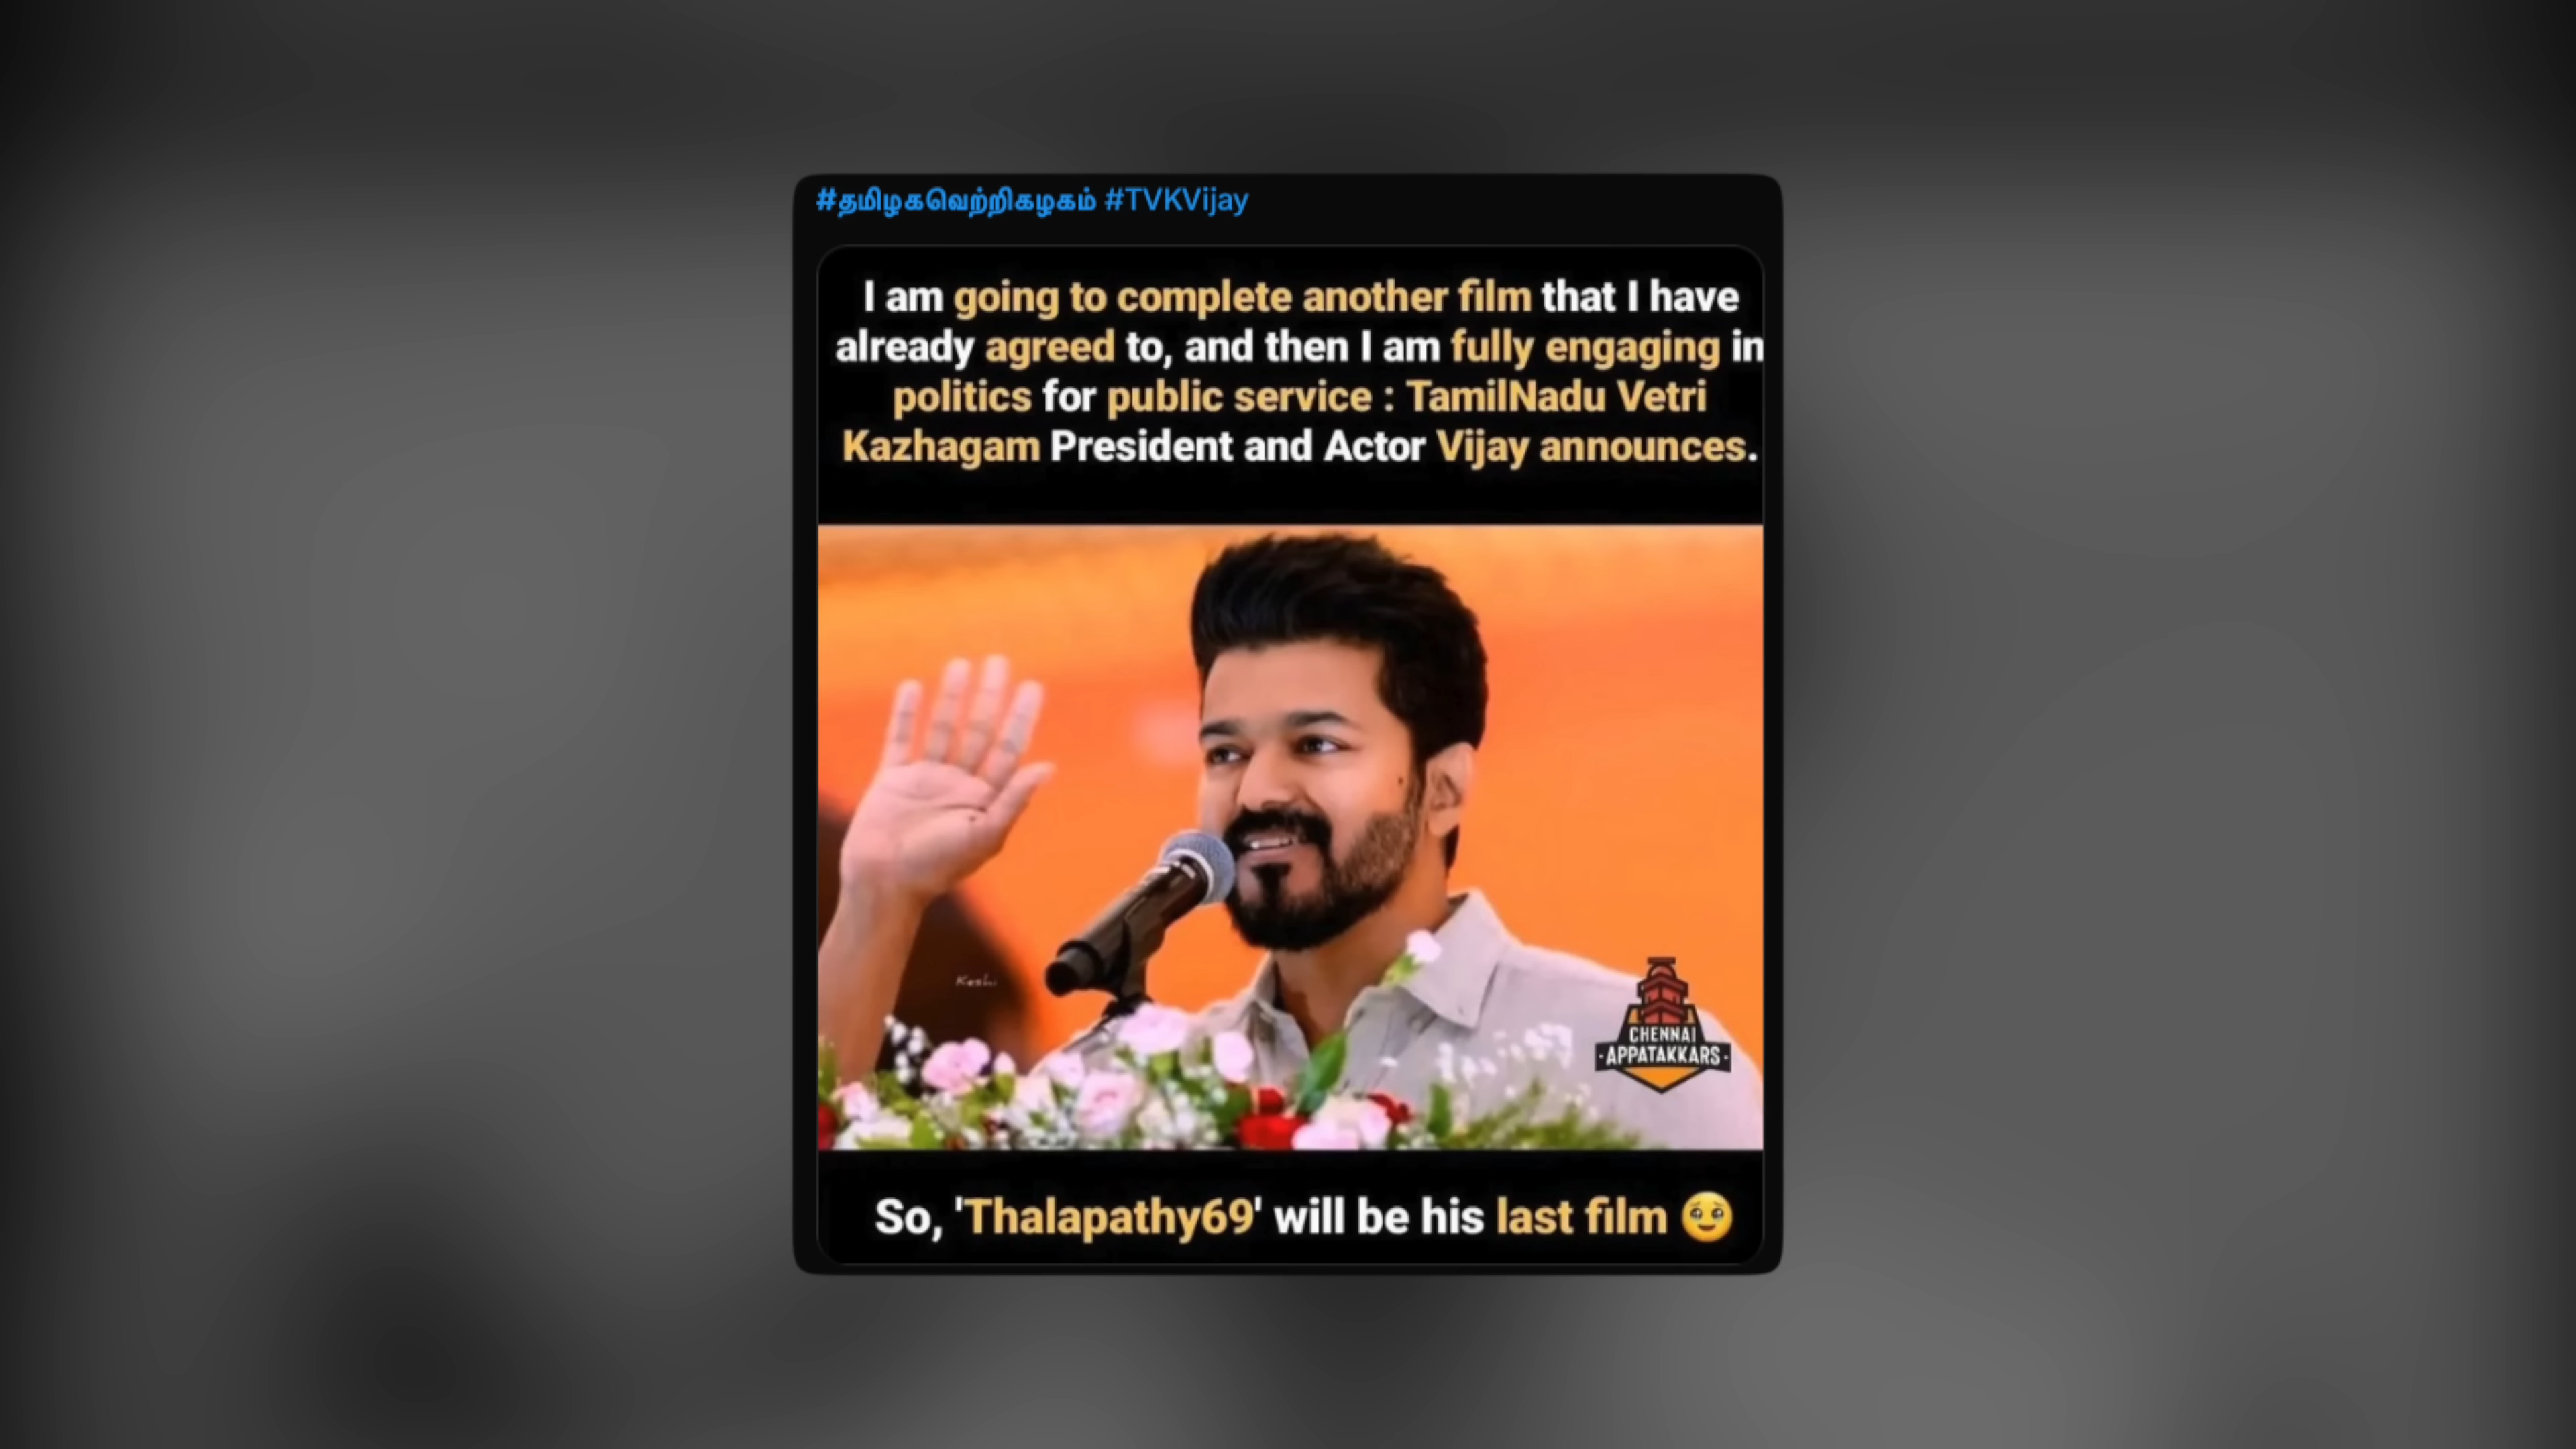 #தமிழகவெற்றிகழகம் #TVKVijay
I am going to complete another film that I have
already agreed to, and then I am fully engaging in
politics for public service : TamilNadu Vetri
Kazhagam President and Actor Vijay announces.
Keshi
CHENNAI
·APPATAKKARS·
So, 'Thalapathy69' will be his last film 🥹